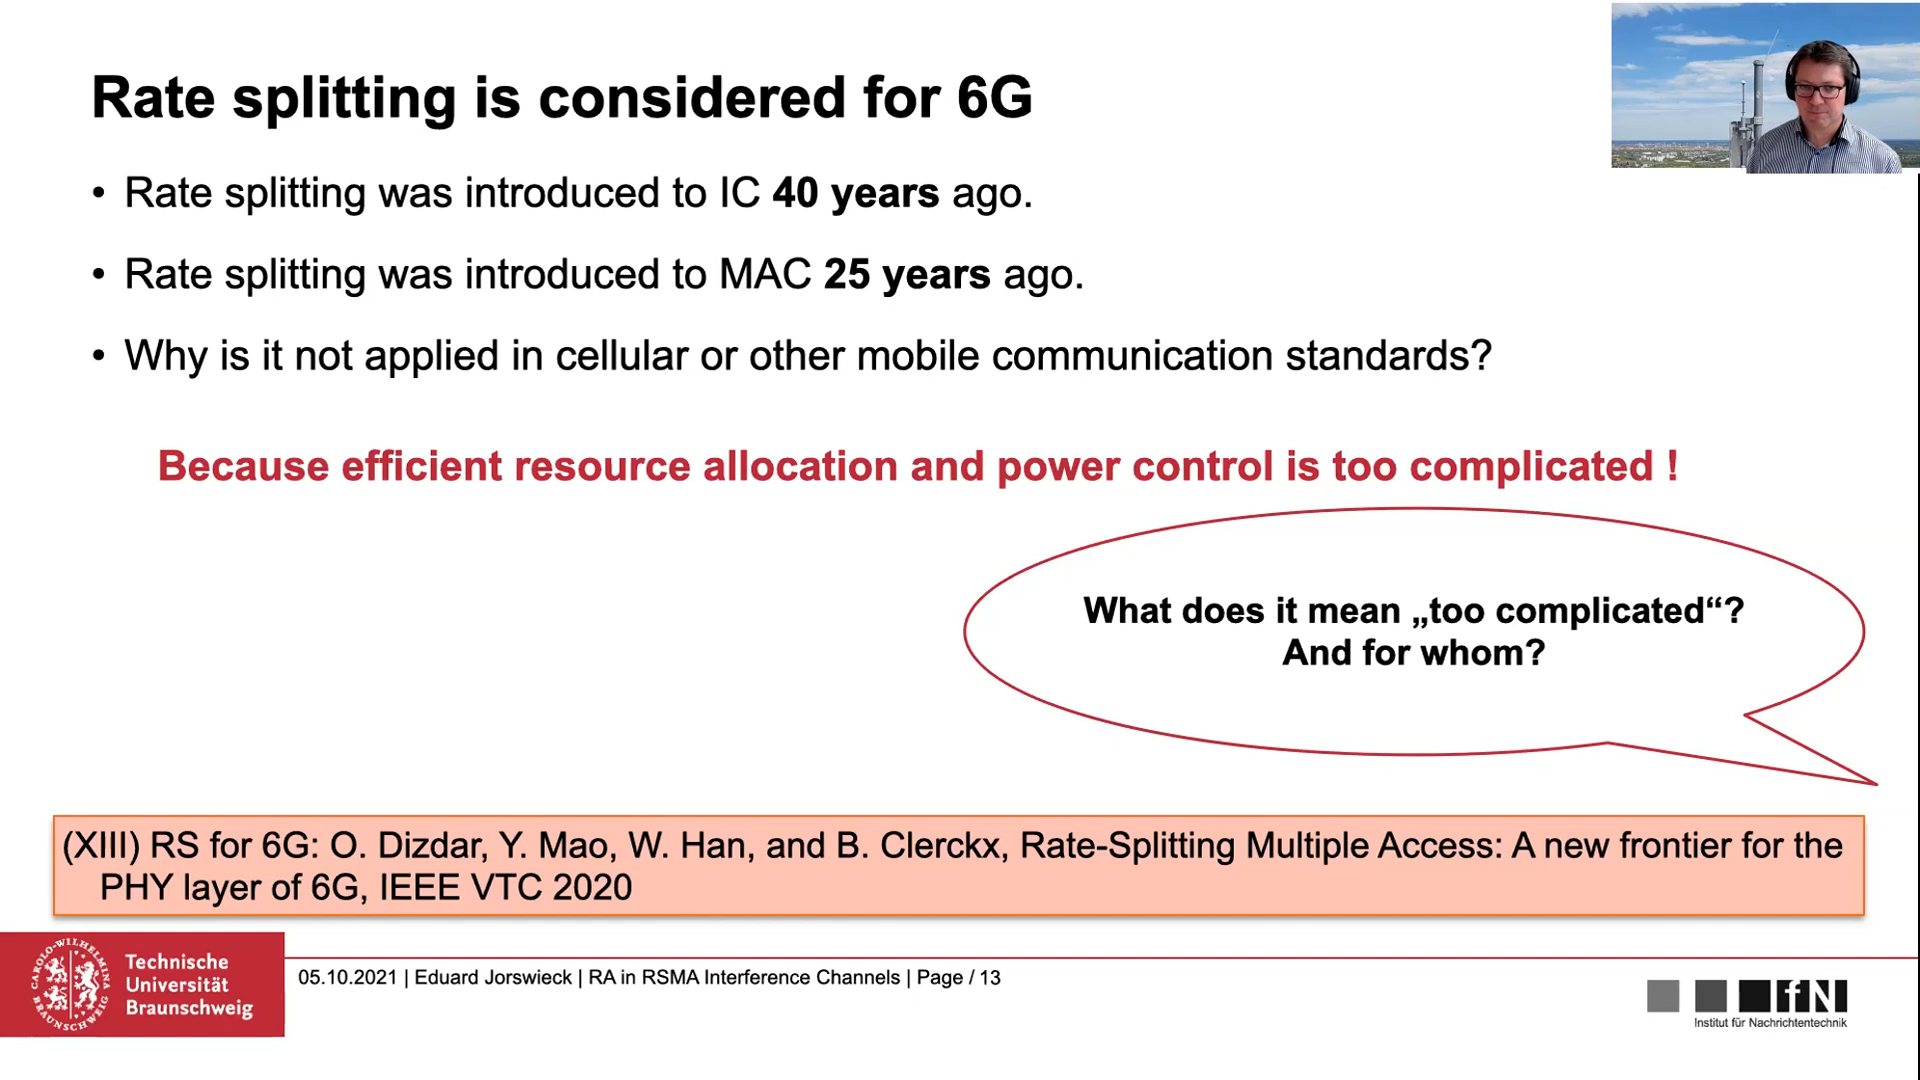 Rate splitting is considered for 6G
• Rate splitting was introduced to IC 40 years ago.
• Rate splitting was introduced to MAC 25 years ago.
• Why is it not applied in cellular or other mobile communication standards?
Because efficient resource allocation and power control is too complicated !
What does it mean „too complicated“?
And for whom?
(XIII) RS for 6G: O. Dizdar, Y. Mao, W. Han, and B. Clerckx, Rate-Splitting Multiple Access: A new frontier for the
PHY layer of 6G, IEEE VTC 2020
CAROLO-WILHELMINA
BRAUNSCHWEIG
Technische
Universität
Braunschweig
05.10.2021 | Eduard Jorswieck | RA in RSMA Interference Channels | Page / 13
IfN
Institut für Nachrichtentechnik